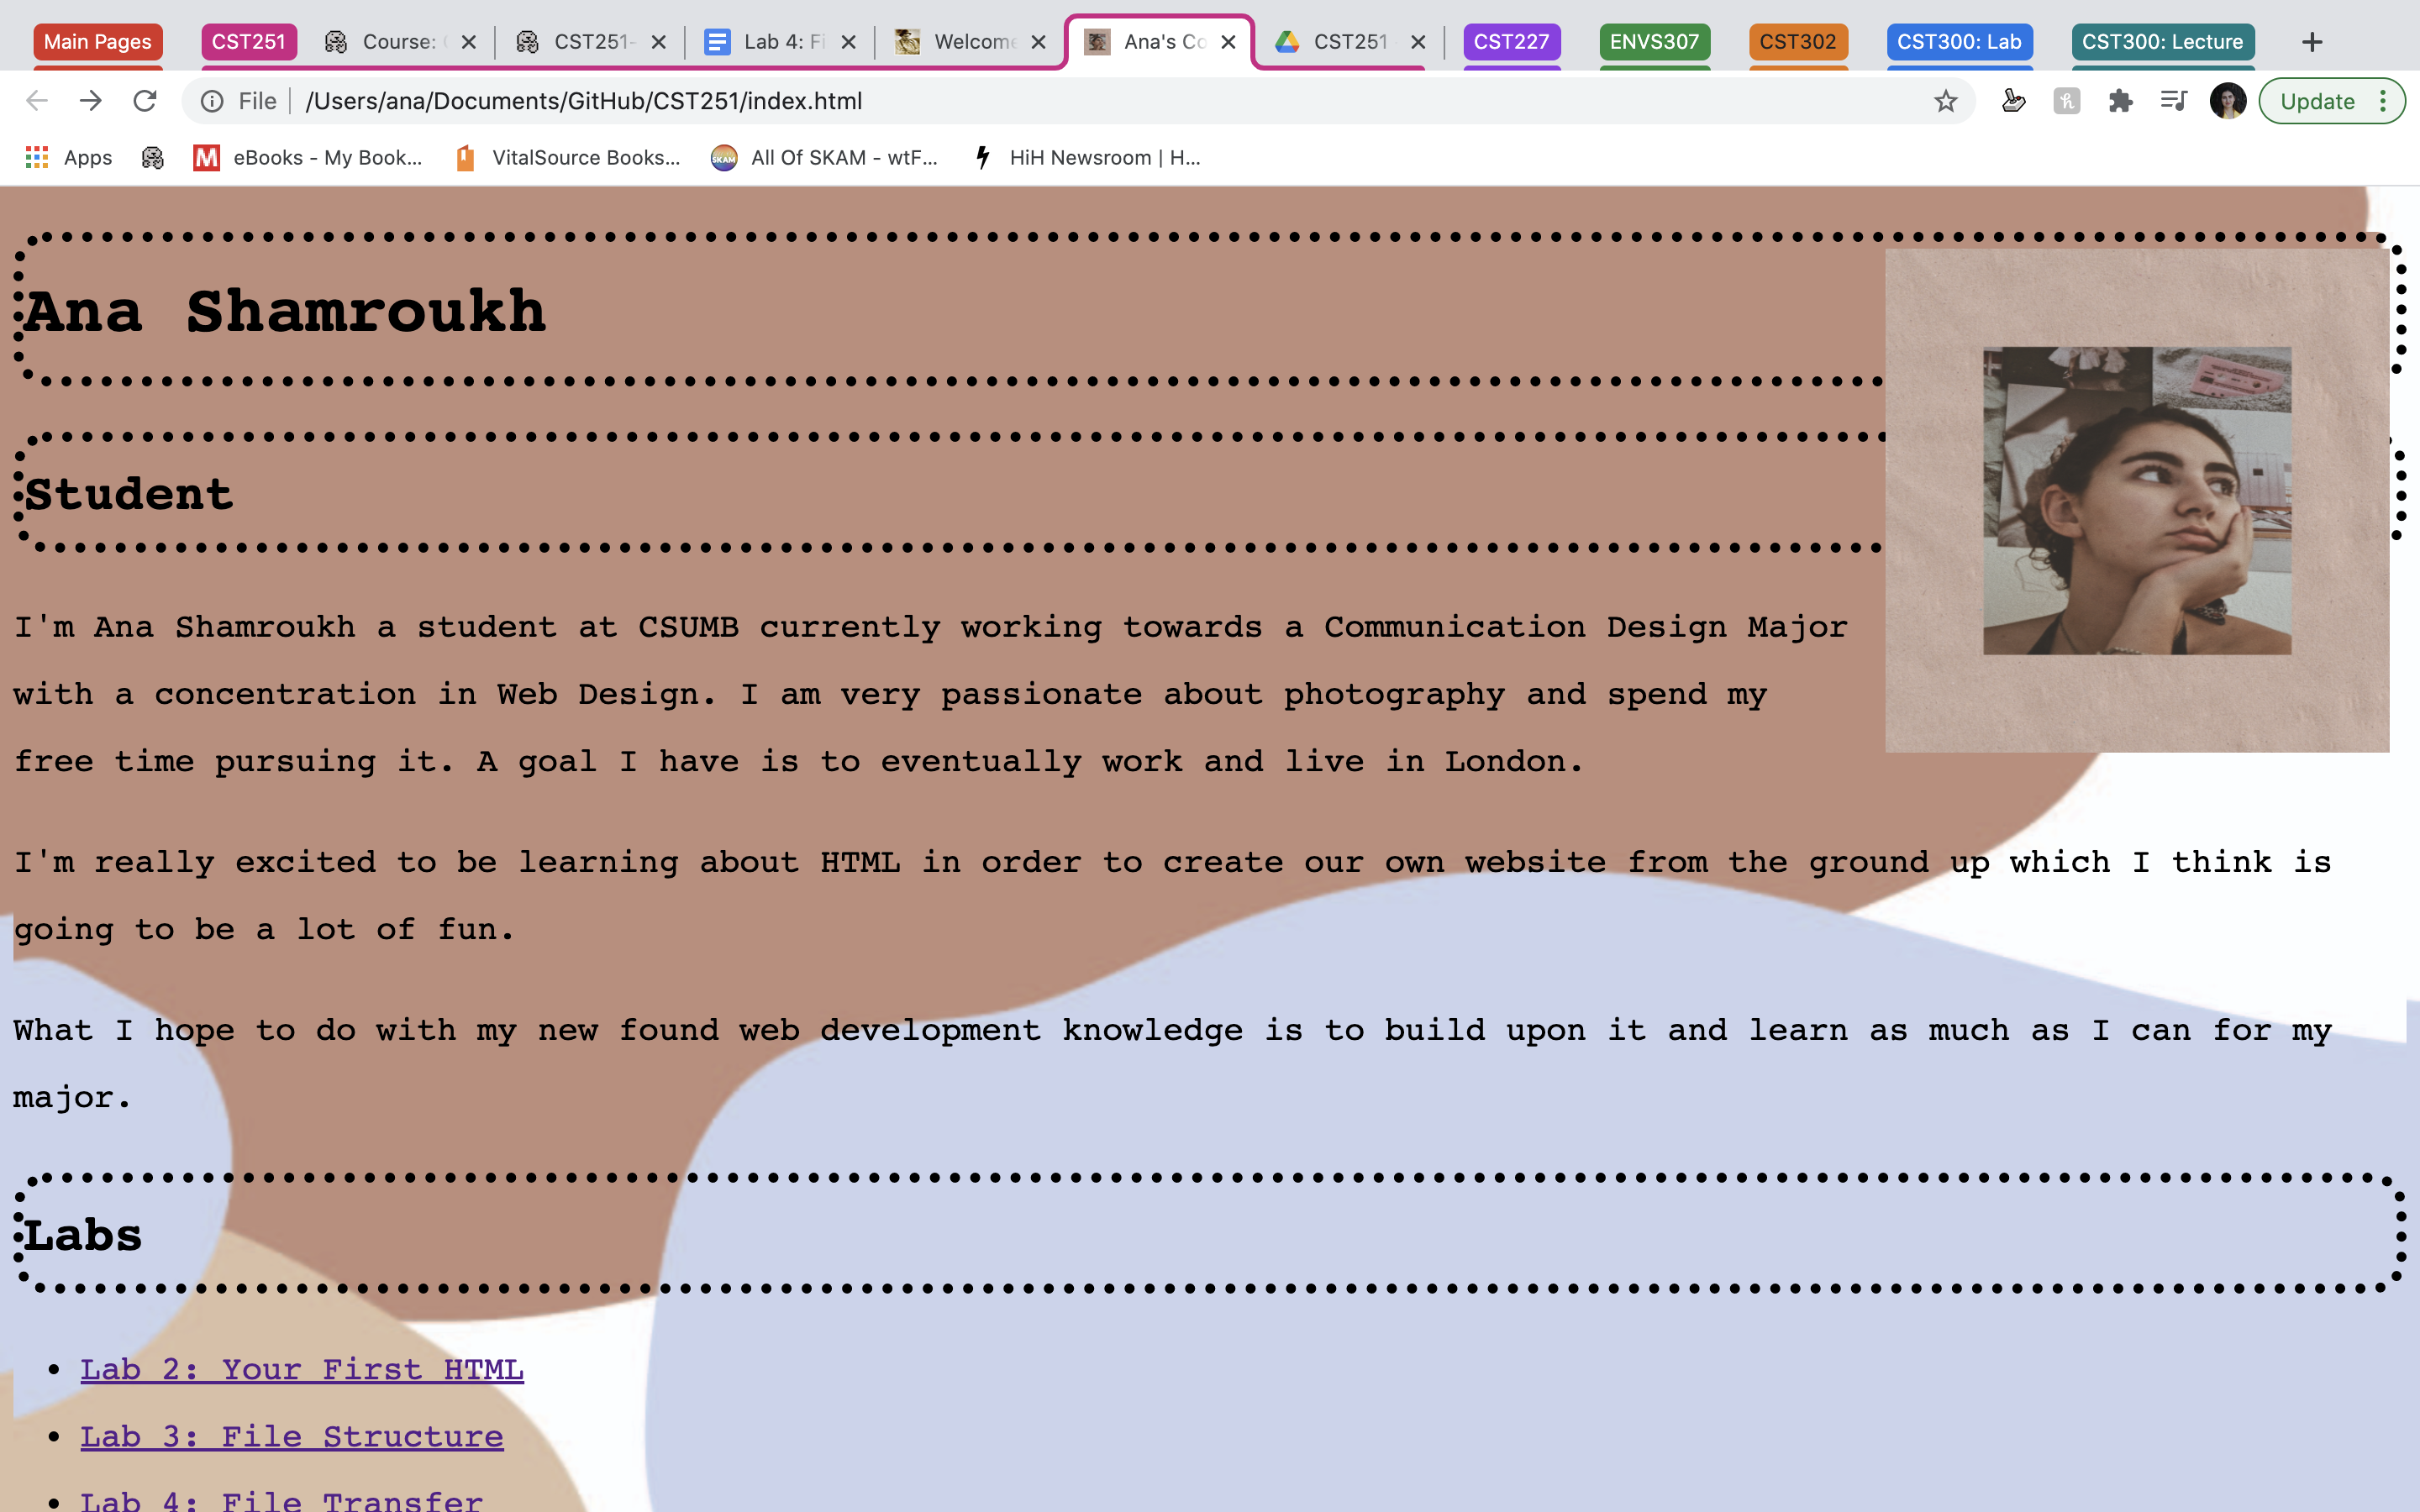 Main Pages CST251 Course: CST251- Lab 4: Fi Welcome Ana's Co CST251 CST227 ENVS307 CST302 CST300: Lab CST300: Lecture
File /Users/ana/Documents/GitHub/CST251/index.html Update
Apps eBooks - My Book... VitalSource Books... SKAM All Of SKAM - wtF... HiH Newsroom | H...
Ana Shamroukh
Student
I'm Ana Shamroukh a student at CSUMB currently working towards a Communication Design Major
with a concentration in Web Design. I am very passionate about photography and spend my
free time pursuing it. A goal I have is to eventually work and live in London.
I'm really excited to be learning about HTML in order to create our own website from the ground up which I think is
going to be a lot of fun.
What I hope to do with my new found web development knowledge is to build upon it and learn as much as I can for my
major.
Labs
• Lab 2: Your First HTML
• Lab 3: File Structure
• Lab 4: File Transfer